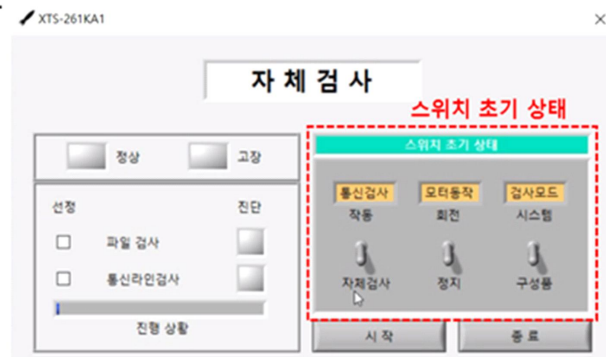 XTS-261KA1
자체검사
스위치 초기 상태
스위치 초기 상태
정상
고장
선정
진단
파일 검사
통신라인검사
진행 상황
통신검사 모터동작 검사모드
작동 회전 시스템
자체검사 정지 구성품
시작 종료